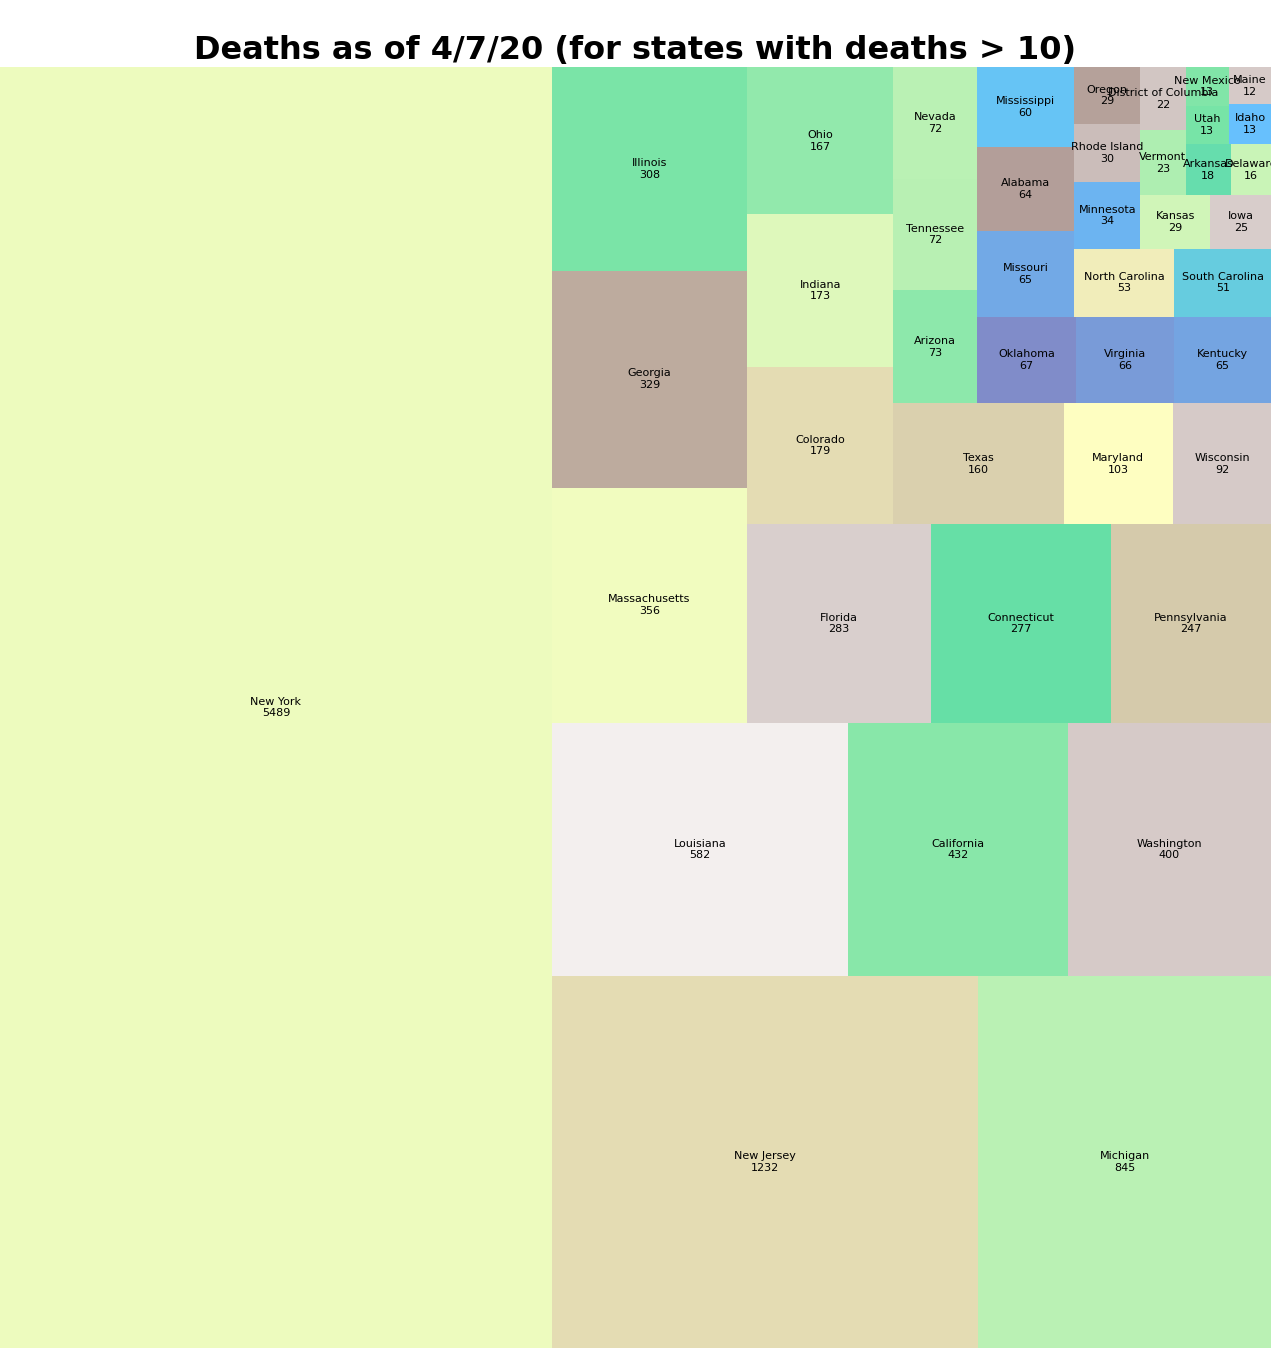 Deaths as of 4/7/20 (for states with deaths > 10)
New York
5489
Illinois
308
Georgia
329
Massachusetts
356
Ohio
167
Indiana
173
Colorado
179
Nevada
72
Tennessee
72
Arizona
73
Mississippi
60
Alabama
64
Missouri
65
Oklahoma
67
Virginia
66
Kentucky
65
Oregon
29
Rhode Island
30
Minnesota
34
District of Columbia
22
Vermont
23
New Mexico
13
Maine
12
Utah
13
Idaho
13
Arkansas
18
Delaware
16
Kansas
29
Iowa
25
North Carolina
53
South Carolina
51
Texas
160
Maryland
103
Wisconsin
92
Florida
283
Connecticut
277
Pennsylvania
247
Louisiana
582
California
432
Washington
400
New Jersey
1232
Michigan
845